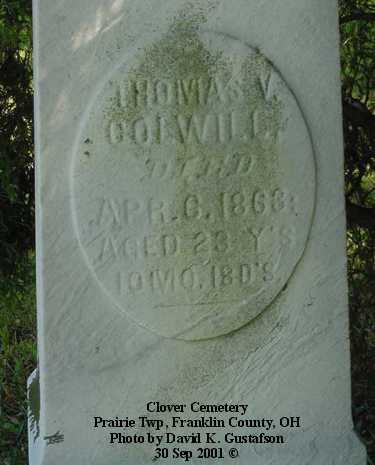 THOMAS V.
COLWILL
DIED
APR. 6. 1863;
AGED 23 Y'S
10 MO. 18 D'S
Clover Cemetery
Prairie Twp, Franklin County, OH
Photo by David K. Gustafson
30 Sep 2001 ©